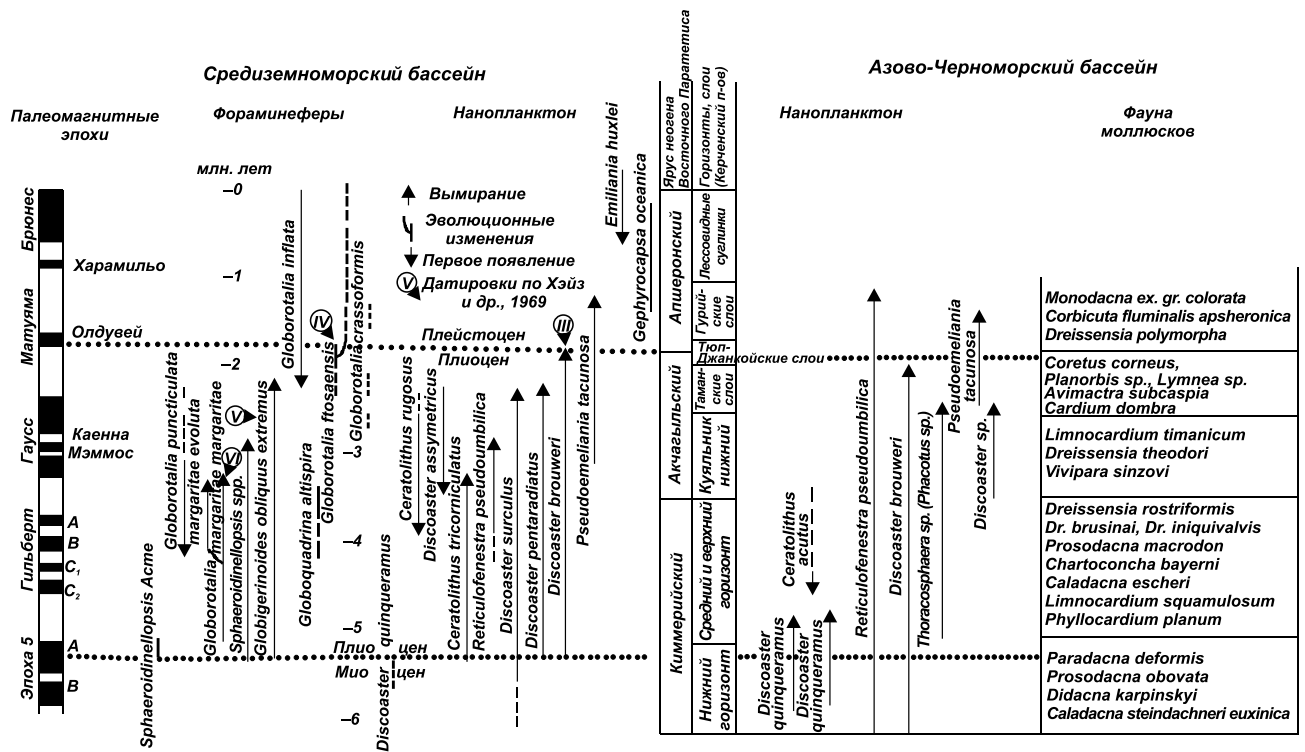 Средиземноморский бассейн
Азово-Черноморский бассейн
Палеомагнитные
эпохи
Фораминеферы
Нанопланктон
Ярус неогена
Восточного Паратетиса
Горизонты, слои
(Керченский п-ов)
Нанопланктон
Фауна
моллюсков
млн. лет
–0
–1
–2
–3
–4
–5
–6
Брюнес
Матуяма
Гаусс
Гильберт
Эпоха 5
Харамильо
Олдувей
Каенна
Мэммос
A
B
C1
C2
A
B
Вымирание
Эволюционные
изменения
Первое появление
V
Датировки по Хэйз
и др., 1969
IV
III
V
VI
Плейстоцен
Плиоцен
Плио цен
Мио цен
Sphaeroidinellopsis Acme
Globorotalia puncticulata
margaritae evoluta
Globorotalia margaritae margaritae
Sphaeroidinellopsis spp.
Globigerinoides obliquus extremus
Globorotalia inflata
Globoquadrina altispira
Globorotalia ftosaensis
Globorotalia crassoformis
Discoaster quinqueramus
Ceratolithus rugosus
Discoaster assymetricus
Ceratolithus tricorniculatus
Reticulofenestra pseudoumbilica
Discoaster surculus
Discoaster pentaradiatus
Discoaster brouweri
Pseudoemeliania tacunosa
Emiliania huxlei
Gephyrocapsa oceanica
Апшеронский
Акчагыльский
Киммерийский
Лессовидные
суглинки
Гурий-
ские
слои
Тюп-
Джанкойские слои
Таман-
ские
слои
Куяльник
нижний
Средний и верхний
горизонт
Нижний
горизонт
Discoaster
quinqueramus
Discoaster
quinqueramus
Ceratolithus
acutus
Reticulofenestra pseudoumbilica
Discoaster brouweri
Thoracosphaera sp. (Phacotus sp)
Pseudoemeliania
tacunosa
Discoaster sp.
Monodacna ex. gr. colorata
Corbicuta fluminalis apsheronica
Dreissensia polymorpha
Coretus corneus,
Planorbis sp., Lymnea sp.
Avimactra subcaspia
Cardium dombra
Limnocardium timanicum
Dreissensia theodori
Vivipara sinzovi
Dreissensia rostriformis
Dr. brusinai, Dr. iniquivalvis
Prosodacna macrodon
Chartoconcha bayerni
Caladacna escheri
Limnocardium squamulosum
Phyllocardium planum
Paradacna deformis
Prosodacna obovata
Didacna karpinskyi
Caladacna steindachneri euxinica